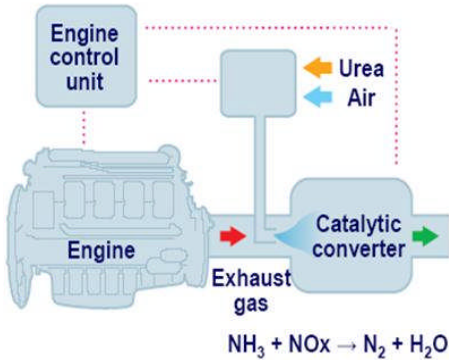 Engine
control
unit
Urea
Air
Engine
Catalytic
converter
Exhaust
gas
NH₃ + NOx → N₂ + H₂O